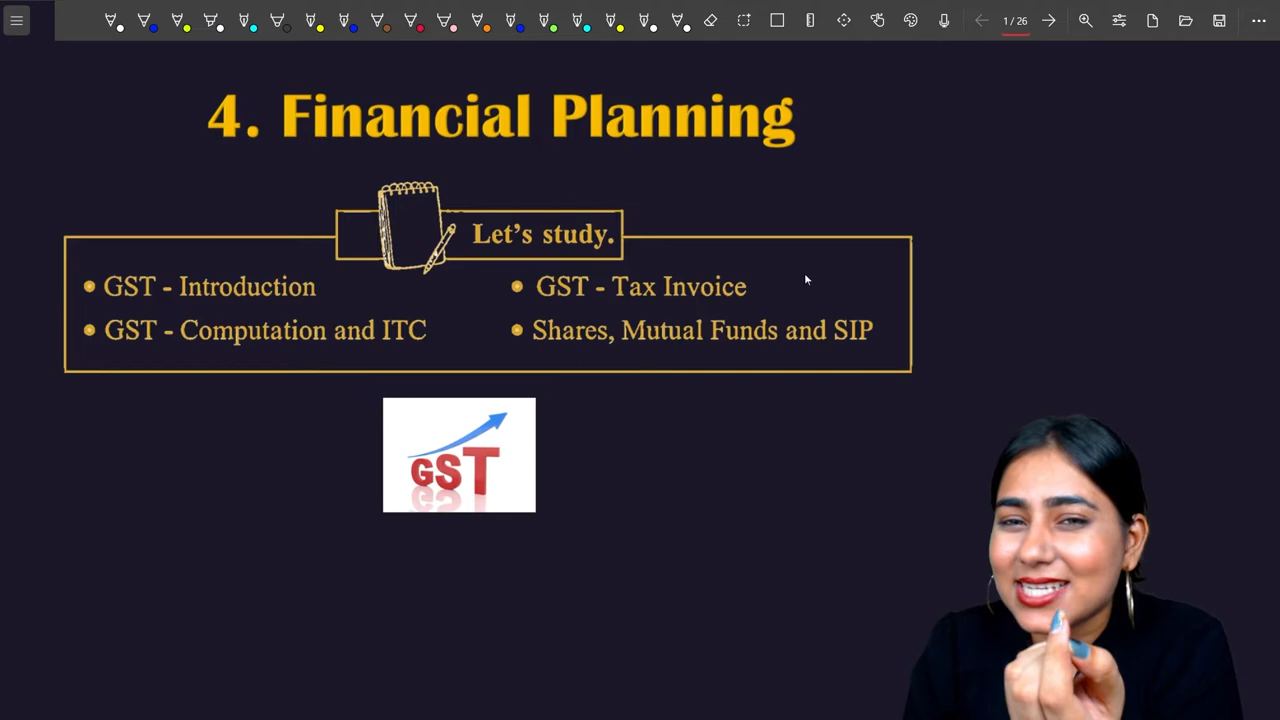 1 / 26
4. Financial Planning
Let's study.
GST - Introduction
GST - Tax Invoice
GST - Computation and ITC
Shares, Mutual Funds and SIP
GST